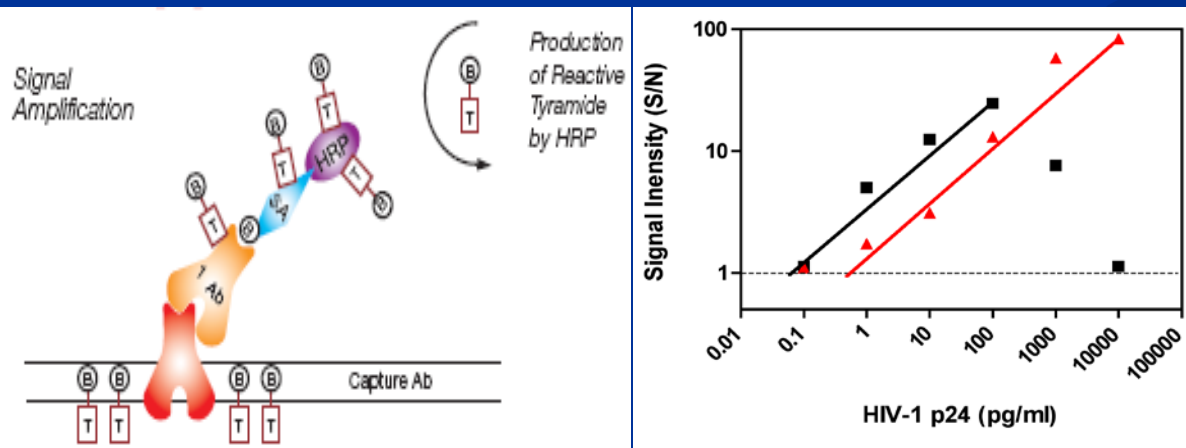 Signal
Amplification
Production
of Reactive
Tyramide
by HRP
B
T
B
T
B
T
HRP
T
B
B
T
SA
B
1
Ab
B
B
B
B
Capture Ab
T
T
T
T
Signal Inensity (S/N)
100
10
1
0.01
0.1
1
10
100
1000
10000
100000
HIV-1 p24 (pg/ml)